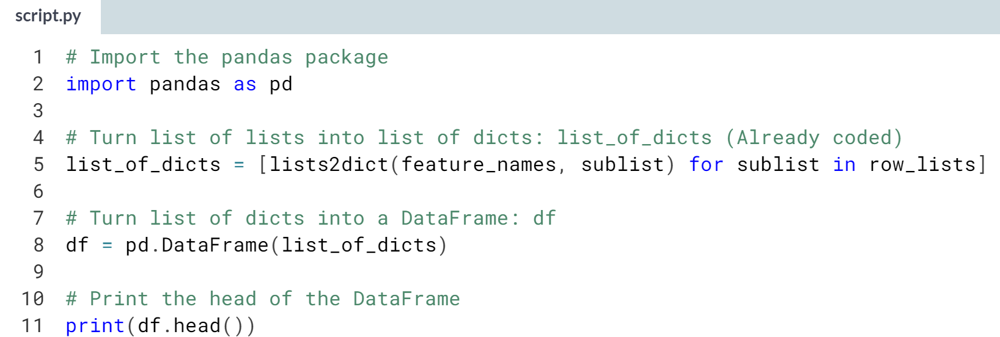 script.py
1 # Import the pandas package
2 import pandas as pd
3
4 # Turn list of lists into list of dicts: list_of_dicts (Already coded)
5 list_of_dicts = [lists2dict(feature_names, sublist) for sublist in row_lists]
6
7 # Turn list of dicts into a DataFrame: df
8 df = pd.DataFrame(list_of_dicts)
9
10 # Print the head of the DataFrame
11 print(df.head())